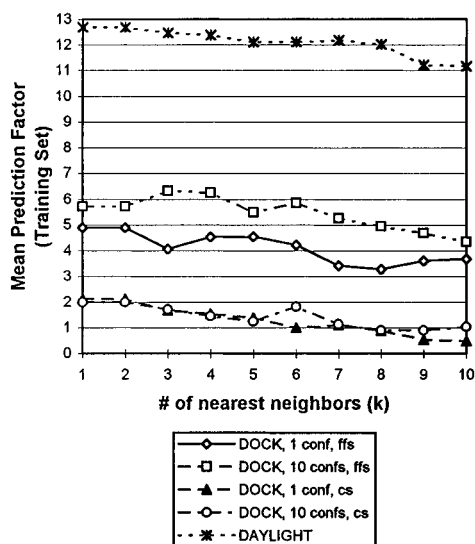 Mean Prediction Factor
(Training Set)
13
12
11
10
9
8
7
6
5
4
3
2
1
0
1 2 3 4 5 6 7 8 9 10
# of nearest neighbors (k)
DOCK, 1 conf, ffs
DOCK, 10 confs, ffs
DOCK, 1 conf, cs
DOCK, 10 confs, cs
DAYLIGHT